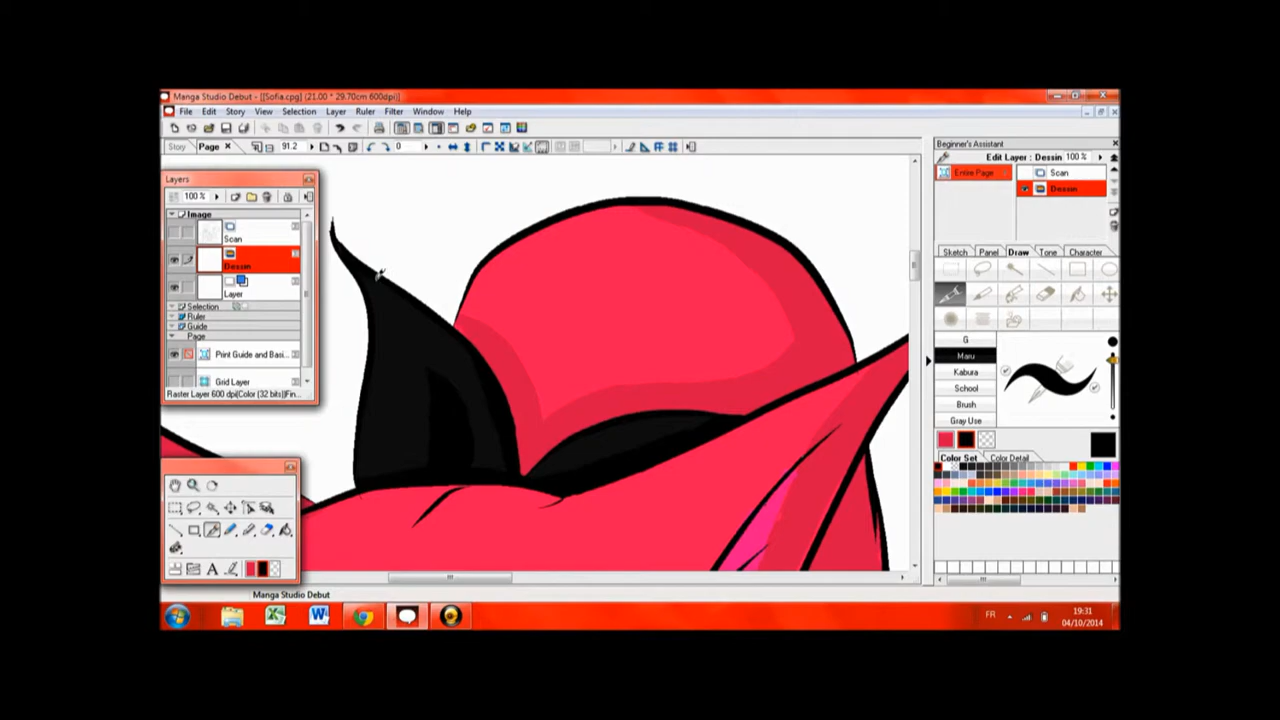 Manga Studio Debut - [[Sofia.cpg] (21.00 * 29.70cm 600dpi)]
File Edit Story View Selection Layer Ruler Filter Window Help
Story Page 91.2 0
Layers
100 %
Image
Scan
Dessin
Layer
Selection
Ruler
Guide
Page
Print Guide and Basi...
Grid Layer
Raster Layer 600 dpi(Color (32 bits)Fin...
A
Manga Studio Debut
Beginner's Assistant
Edit Layer : Dessin 100 %
Entire Page
Scan
Dessin
Sketch Panel Draw Tone Character
G
Maru
Kabura
School
Brush
Gray Use
Color Set Color Detail
FR
19:31
04/10/2014